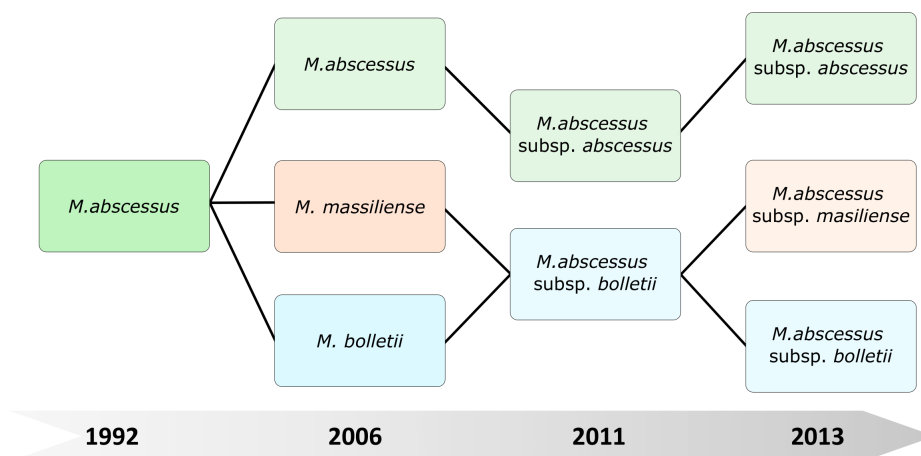 M.abscessus
M.abscessus
M. massiliense
M. bolletii
M.abscessus
subsp. abscessus
M.abscessus
subsp. bolletii
M.abscessus
subsp. abscessus
M.abscessus
subsp. masiliense
M.abscessus
subsp. bolletii
1992
2006
2011
2013